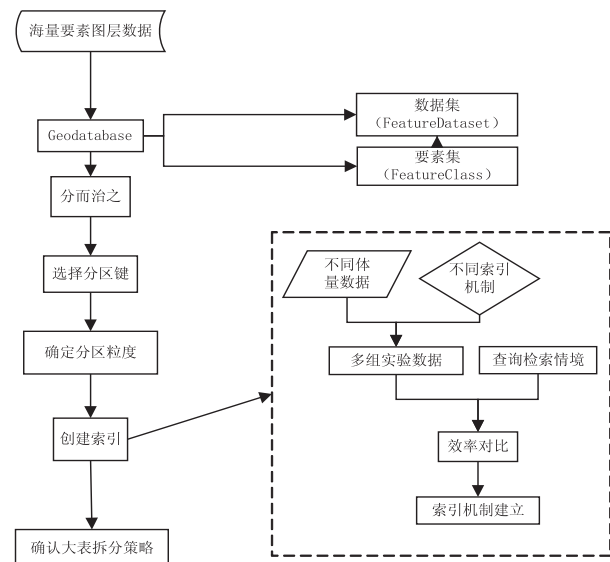 海量要素图层数据
Geodatabase
数据集
（FeatureDataset）
要素集
（FeatureClass）
分而治之
选择分区键
确定分区粒度
创建索引
确认大表拆分策略
不同体
量数据
不同索引
机制
多组实验数据
查询检索情境
效率对比
索引机制建立